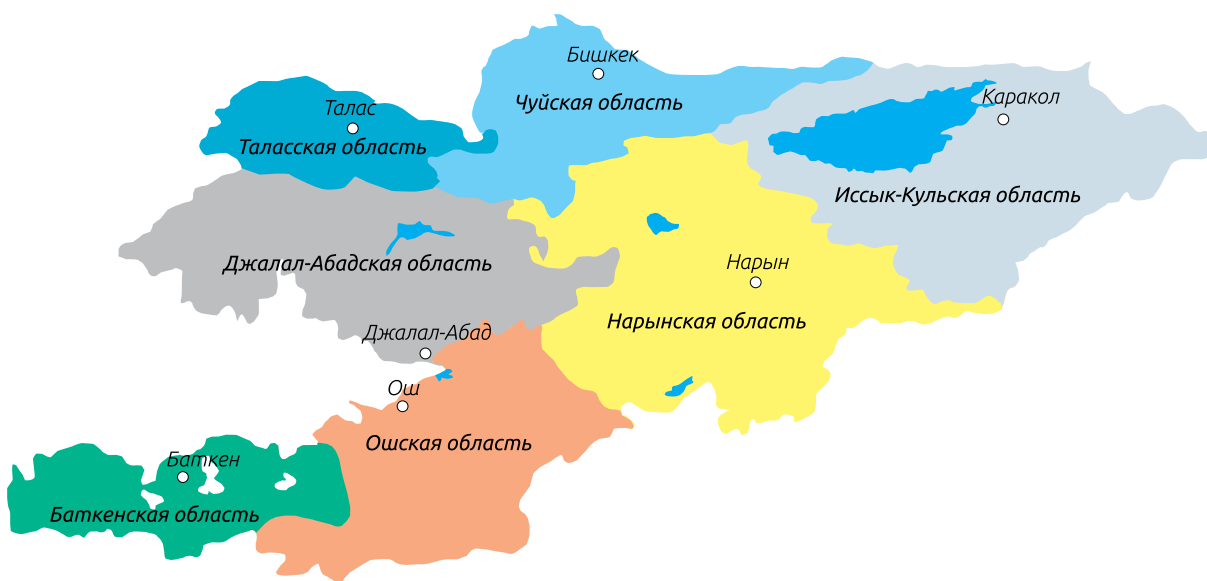 Бишкек
Чуйская область
Каракол
Талас
Таласская область
Иссык-Кульская область
Джалал-Абадская область
Нарын
Нарынская область
Джалал-Абад
Ош
Ошская область
Баткен
Баткенская область